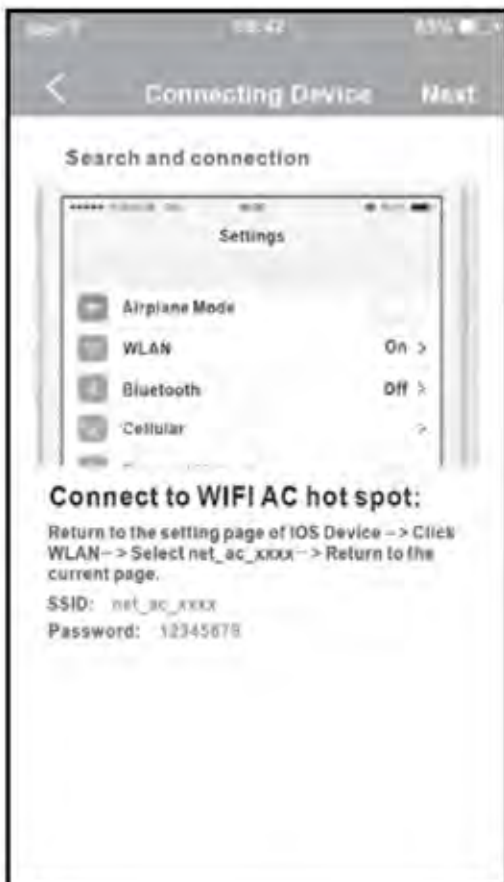 08:42
Connecting Device Next
Search and connection
Settings
Airplane Mode
WLAN On >
Bluetooth Off >
Cellular >
Connect to WIFI AC hot spot:
Return to the setting page of IOS Device -> Click
WLAN-> Select net_ac_xxxx-> Return to the
current page.
SSID: net_ac_xxxx
Password: 12345678